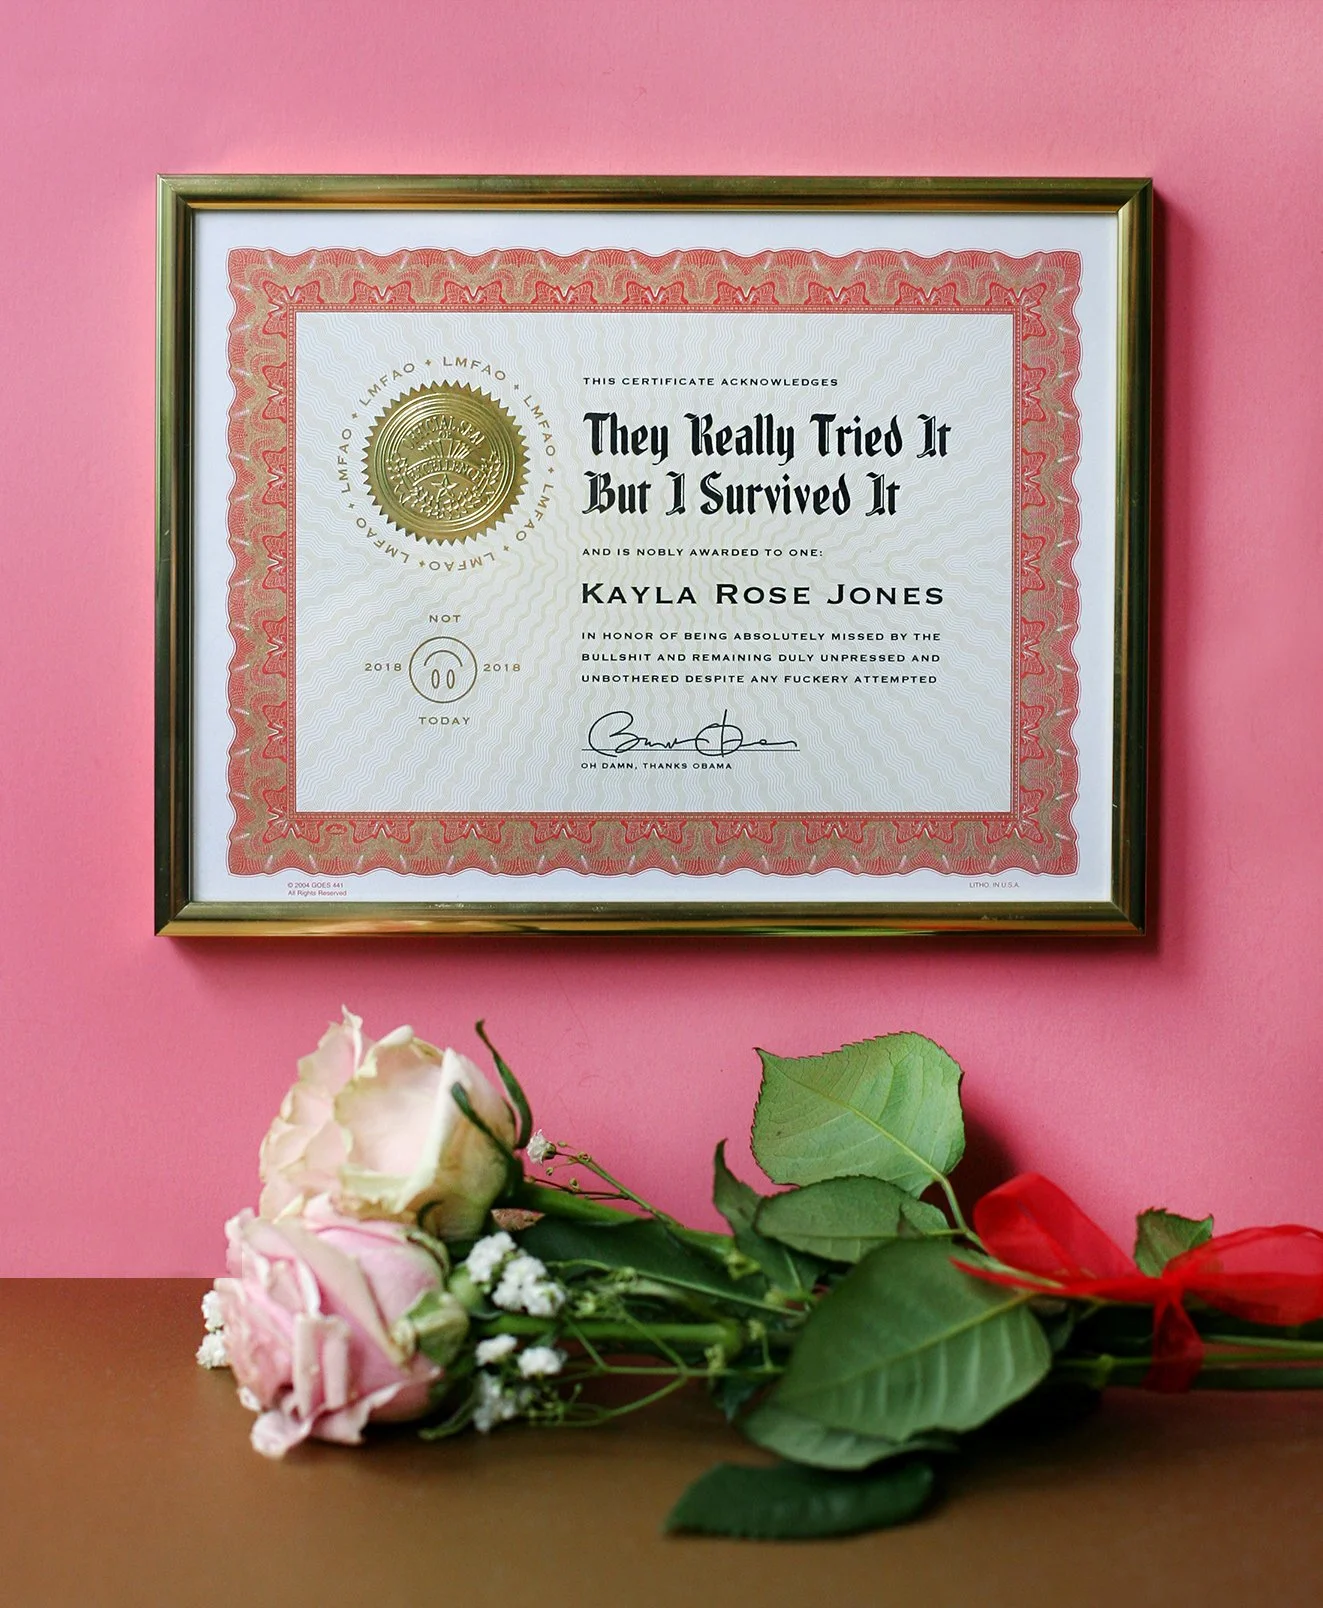 LMFAO + LMFAO + LMFAO + LMFAO + LMFAO + LMFAO + LMFAO +
OFFICIAL SEAL
OF
EXCELLENCE
NOT
2018 2018
TODAY
THIS CERTIFICATE ACKNOWLEDGES
They Really Tried It
But I Survived It
AND IS NOBLY AWARDED TO ONE:
KAYLA ROSE JONES
IN HONOR OF BEING ABSOLUTELY MISSED BY THE
BULLSHIT AND REMAINING DULY UNPRESSED AND
UNBOTHERED DESPITE ANY FUCKERY ATTEMPTED
OH DAMN, THANKS OBAMA
© 2004 GOES 441
All Rights Reserved
LITHO. IN U.S.A.